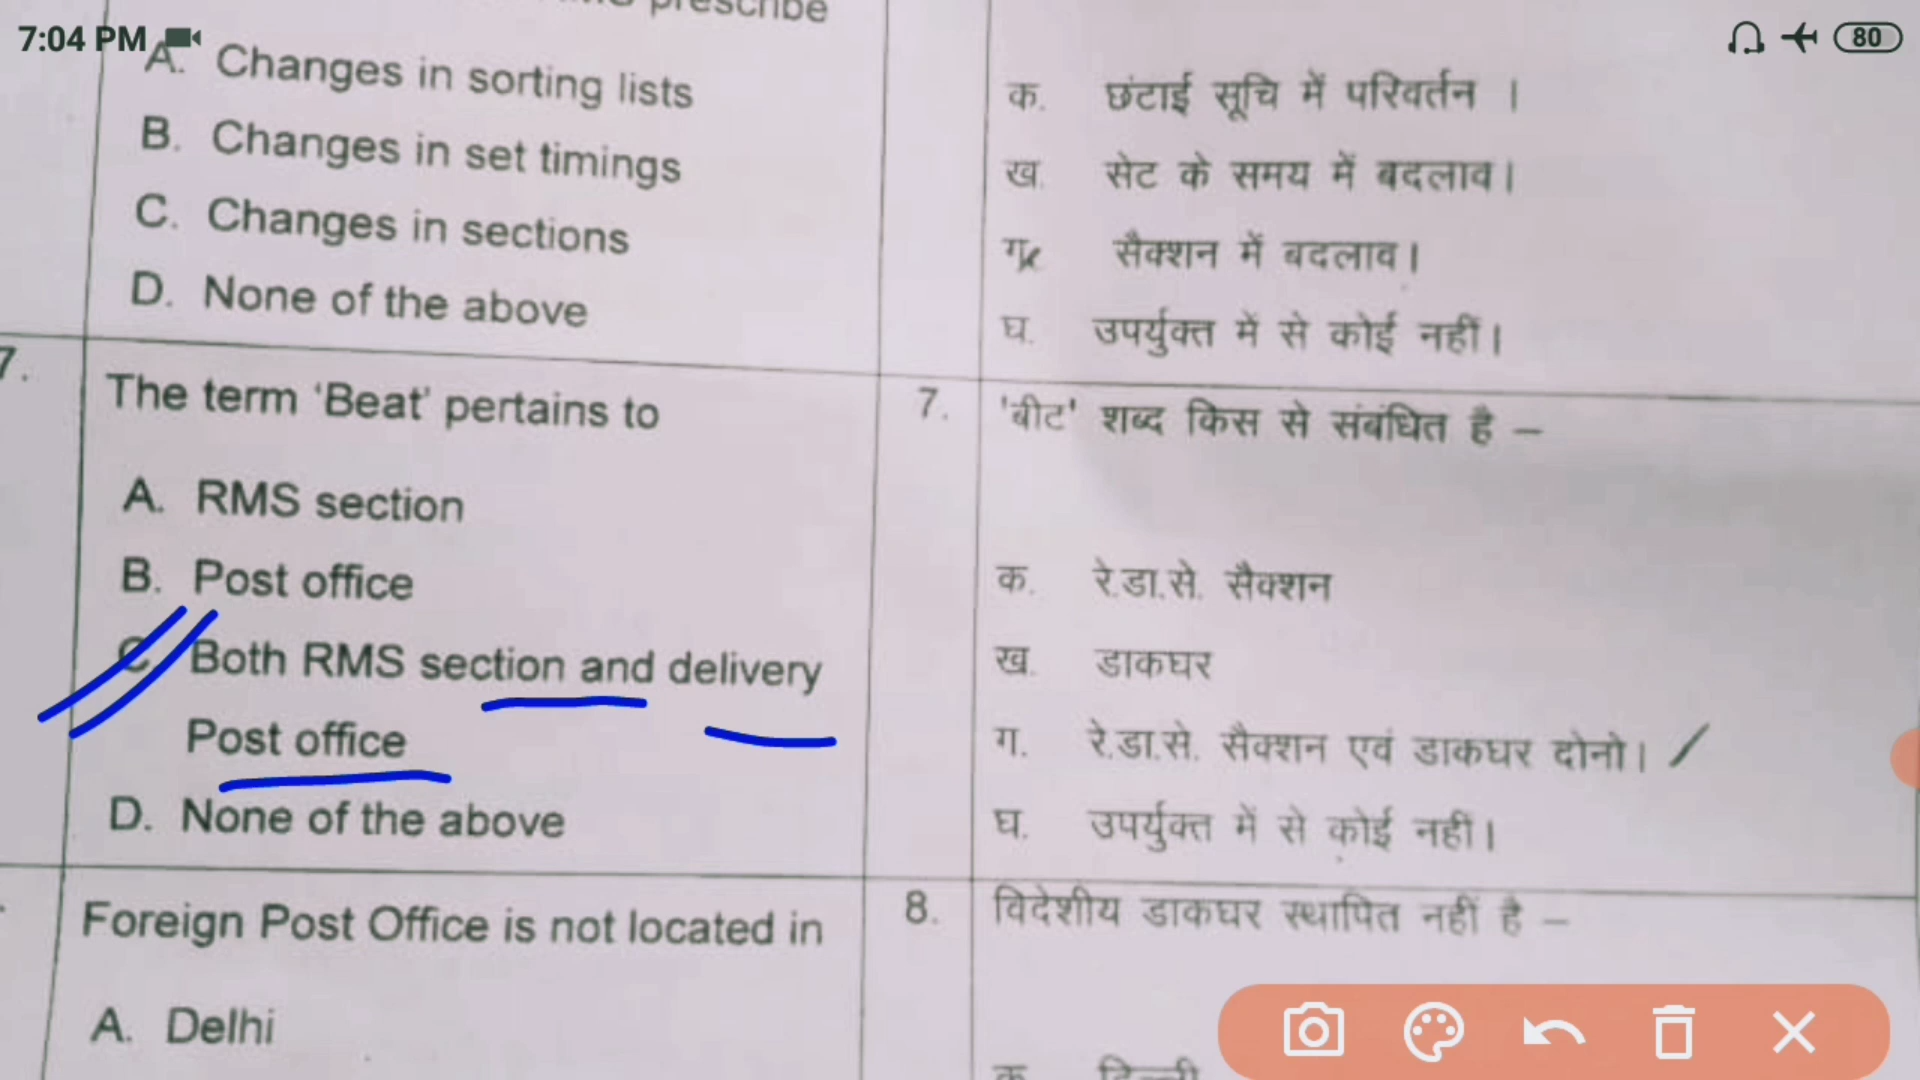 7:04 PM
80
prescribe
A. Changes in sorting lists
B. Changes in set timings
C. Changes in sections
D. None of the above
7.
The term 'Beat' pertains to
A. RMS section
B. Post office
C. Both RMS section and delivery
Post office
D. None of the above
Foreign Post Office is not located in
A. Delhi
क. छंटाई सूचि में परिवर्तन ।
ख. सेट के समय में बदलाव।
ग. सैक्शन में बदलाव।
घ. उपर्युक्त में से कोई नहीं।
7. 'बीट' शब्द किस से संबंधित है –
क. रे.डा.से. सैक्शन
ख. डाकघर
ग. रे.डा.से. सैक्शन एवं डाकघर दोनो।
घ. उपर्युक्त में से कोई नहीं।
8. विदेशीय डाकघर स्थापित नहीं है –
क. दिल्ली